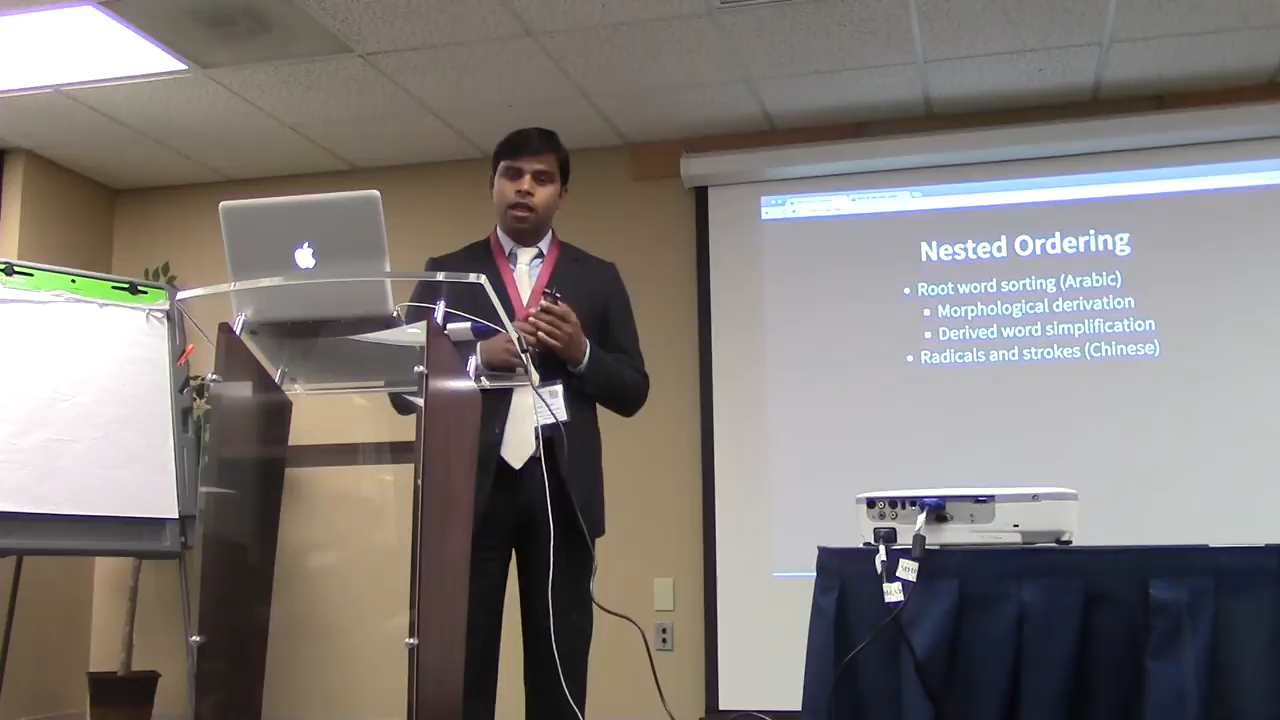 Nested Ordering
Root word sorting (Arabic)
Morphological derivation
Derived word simplification
Radicals and strokes (Chinese)